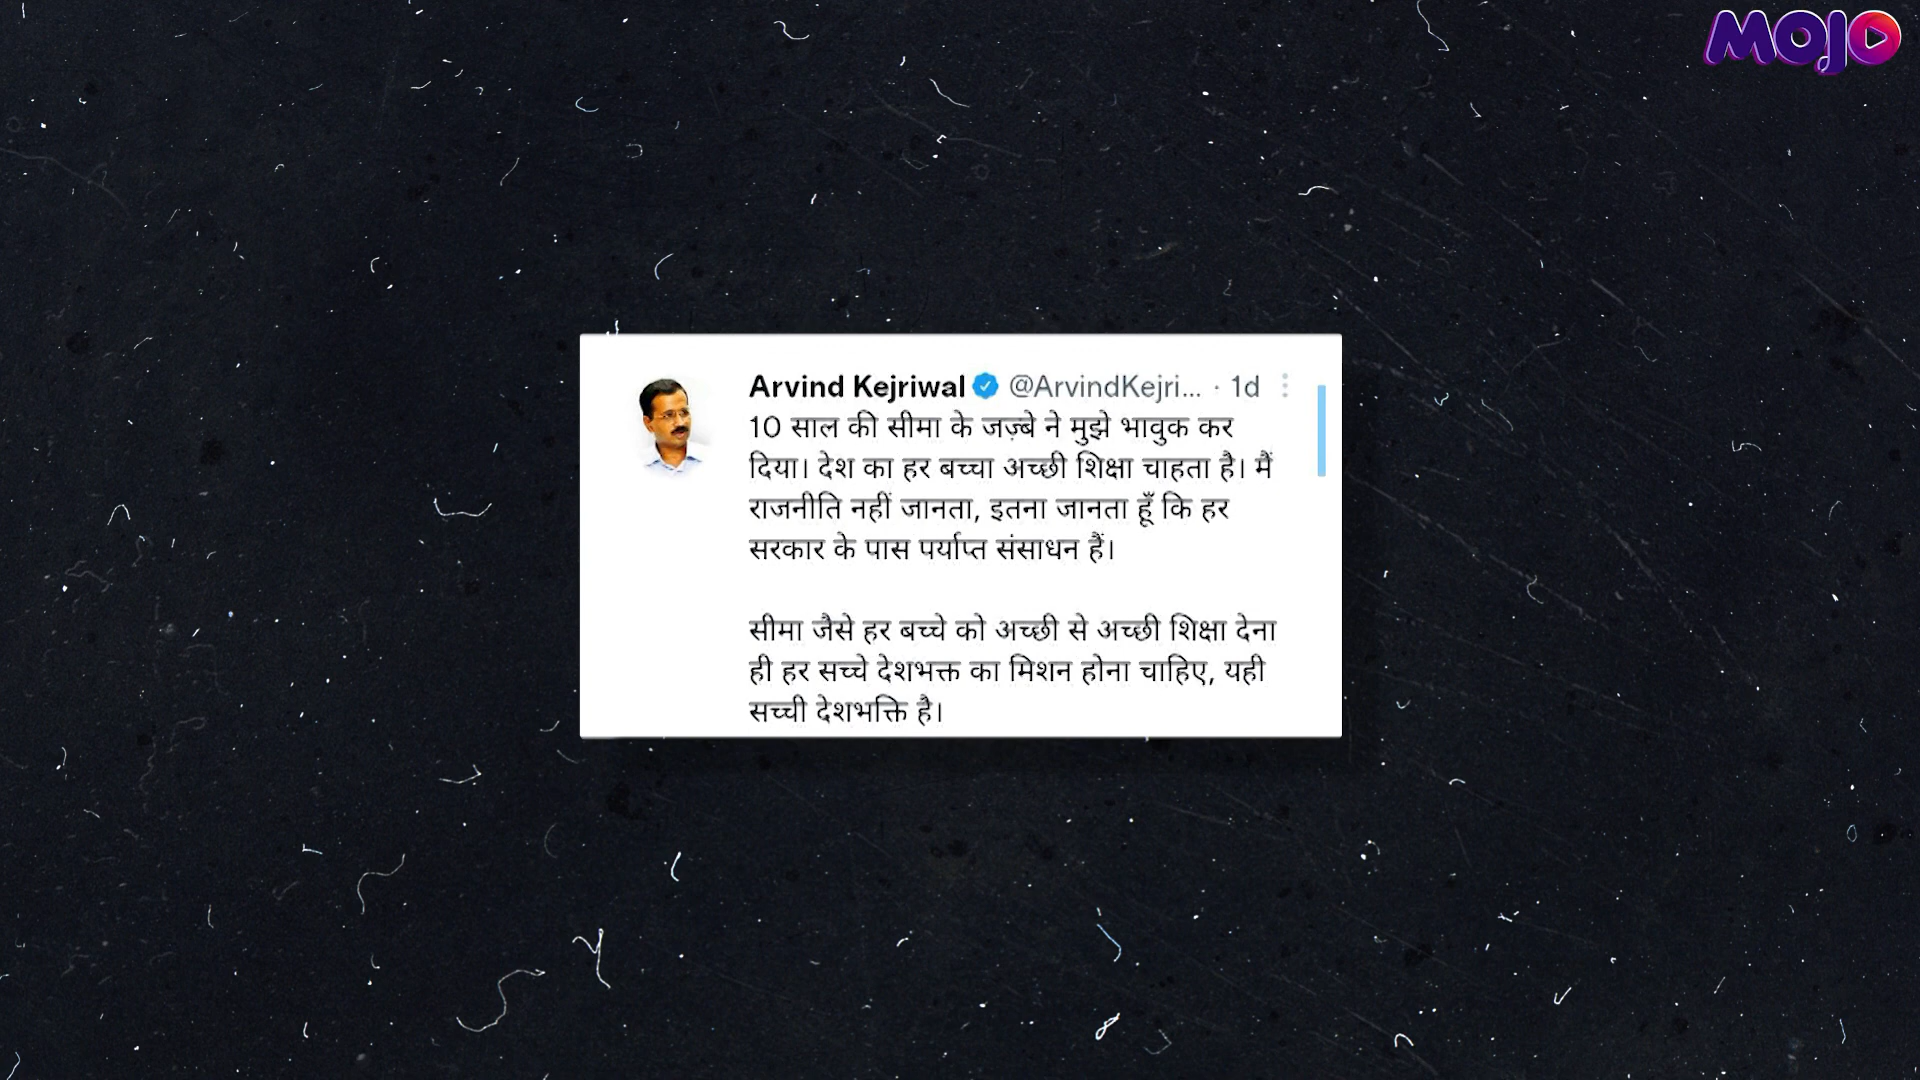 MOJO
Arvind Kejriwal @ArvindKejri... · 1d
10 साल की सीमा के जज़्बे ने मुझे भावुक कर
दिया। देश का हर बच्चा अच्छी शिक्षा चाहता है। मैं
राजनीति नहीं जानता, इतना जानता हूँ कि हर
सरकार के पास पर्याप्त संसाधन हैं।
सीमा जैसे हर बच्चे को अच्छी से अच्छी शिक्षा देना
ही हर सच्चे देशभक्त का मिशन होना चाहिए, यही
सच्ची देशभक्ति है।